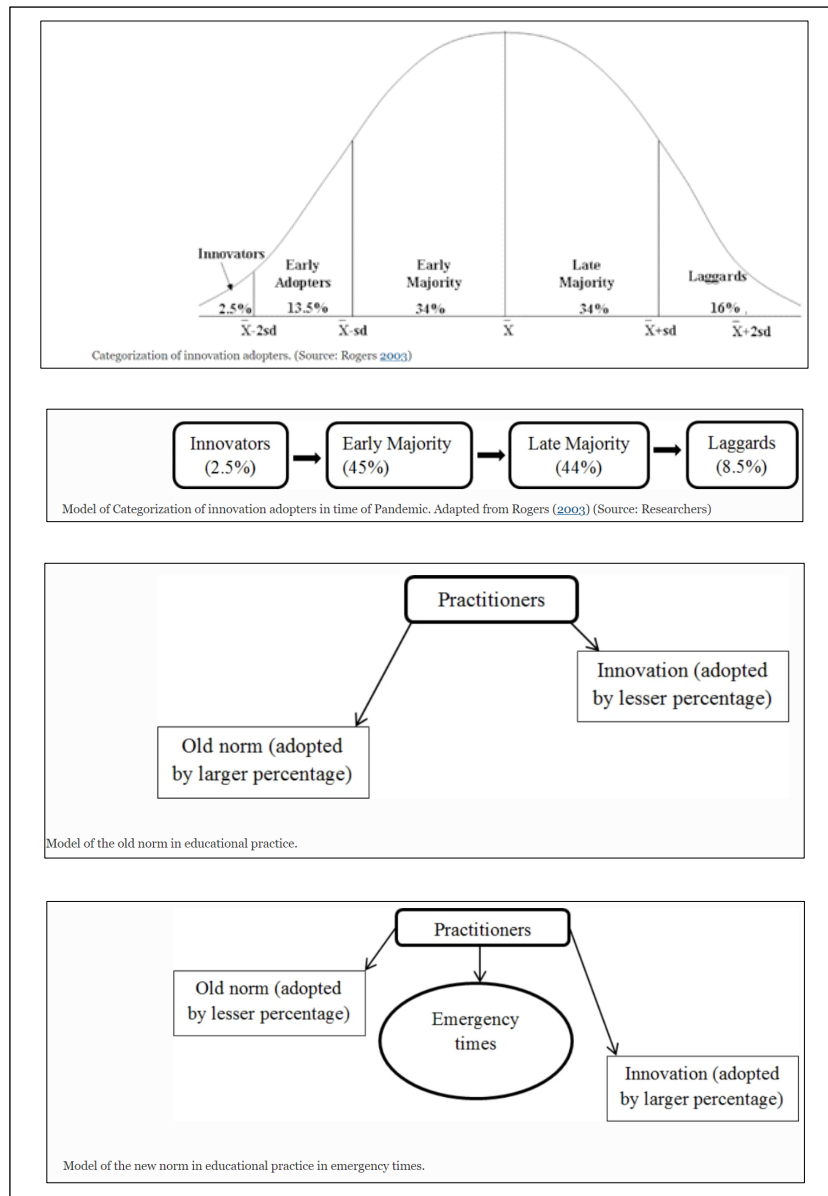 Innovators
Early
Adopters
Early
Majority
Late
Majority
Laggards
2.5%
13.5%
34%
34%
16%
X̄-2sd
X̄-sd
X̄
X̄+sd
X̄+2sd
Categorization of innovation adopters. (Source: Rogers 2003)
Innovators
(2.5%)
Early Majority
(45%)
Late Majority
(44%)
Laggards
(8.5%)
Model of Categorization of innovation adopters in time of Pandemic. Adapted from Rogers (2003) (Source: Researchers)
Practitioners
Innovation (adopted
by lesser percentage)
Old norm (adopted
by larger percentage)
Model of the old norm in educational practice.
Practitioners
Old norm (adopted
by lesser percentage)
Emergency
times
Innovation (adopted
by larger percentage)
Model of the new norm in educational practice in emergency times.